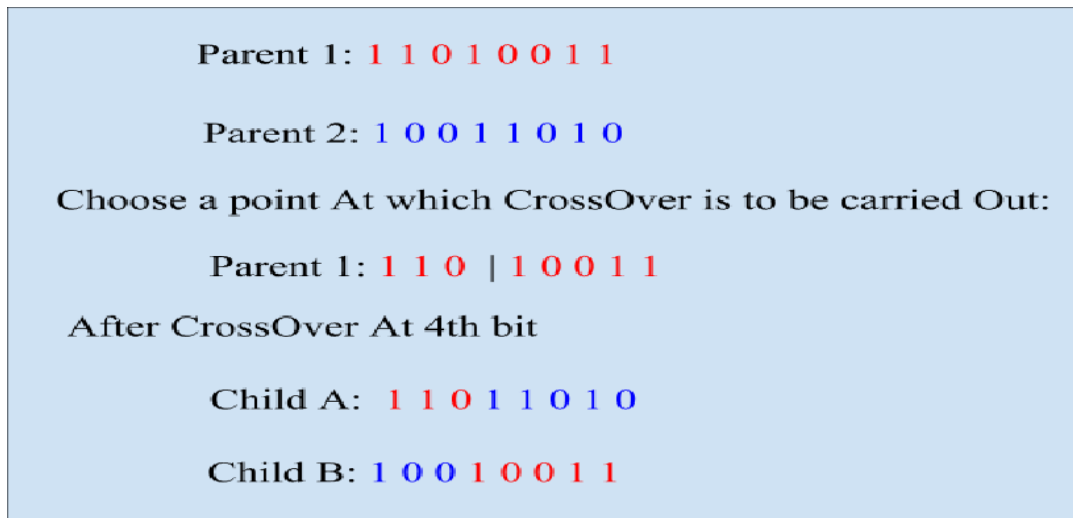 Parent 1: 1 1 0 1 0 0 1 1
Parent 2: 1 0 0 1 1 0 1 0
Choose a point At which CrossOver is to be carried Out:
Parent 1: 1 1 0 | 1 0 0 1 1
After CrossOver At 4th bit
Child A: 1 1 0 1 1 0 1 0
Child B: 1 0 0 1 0 0 1 1